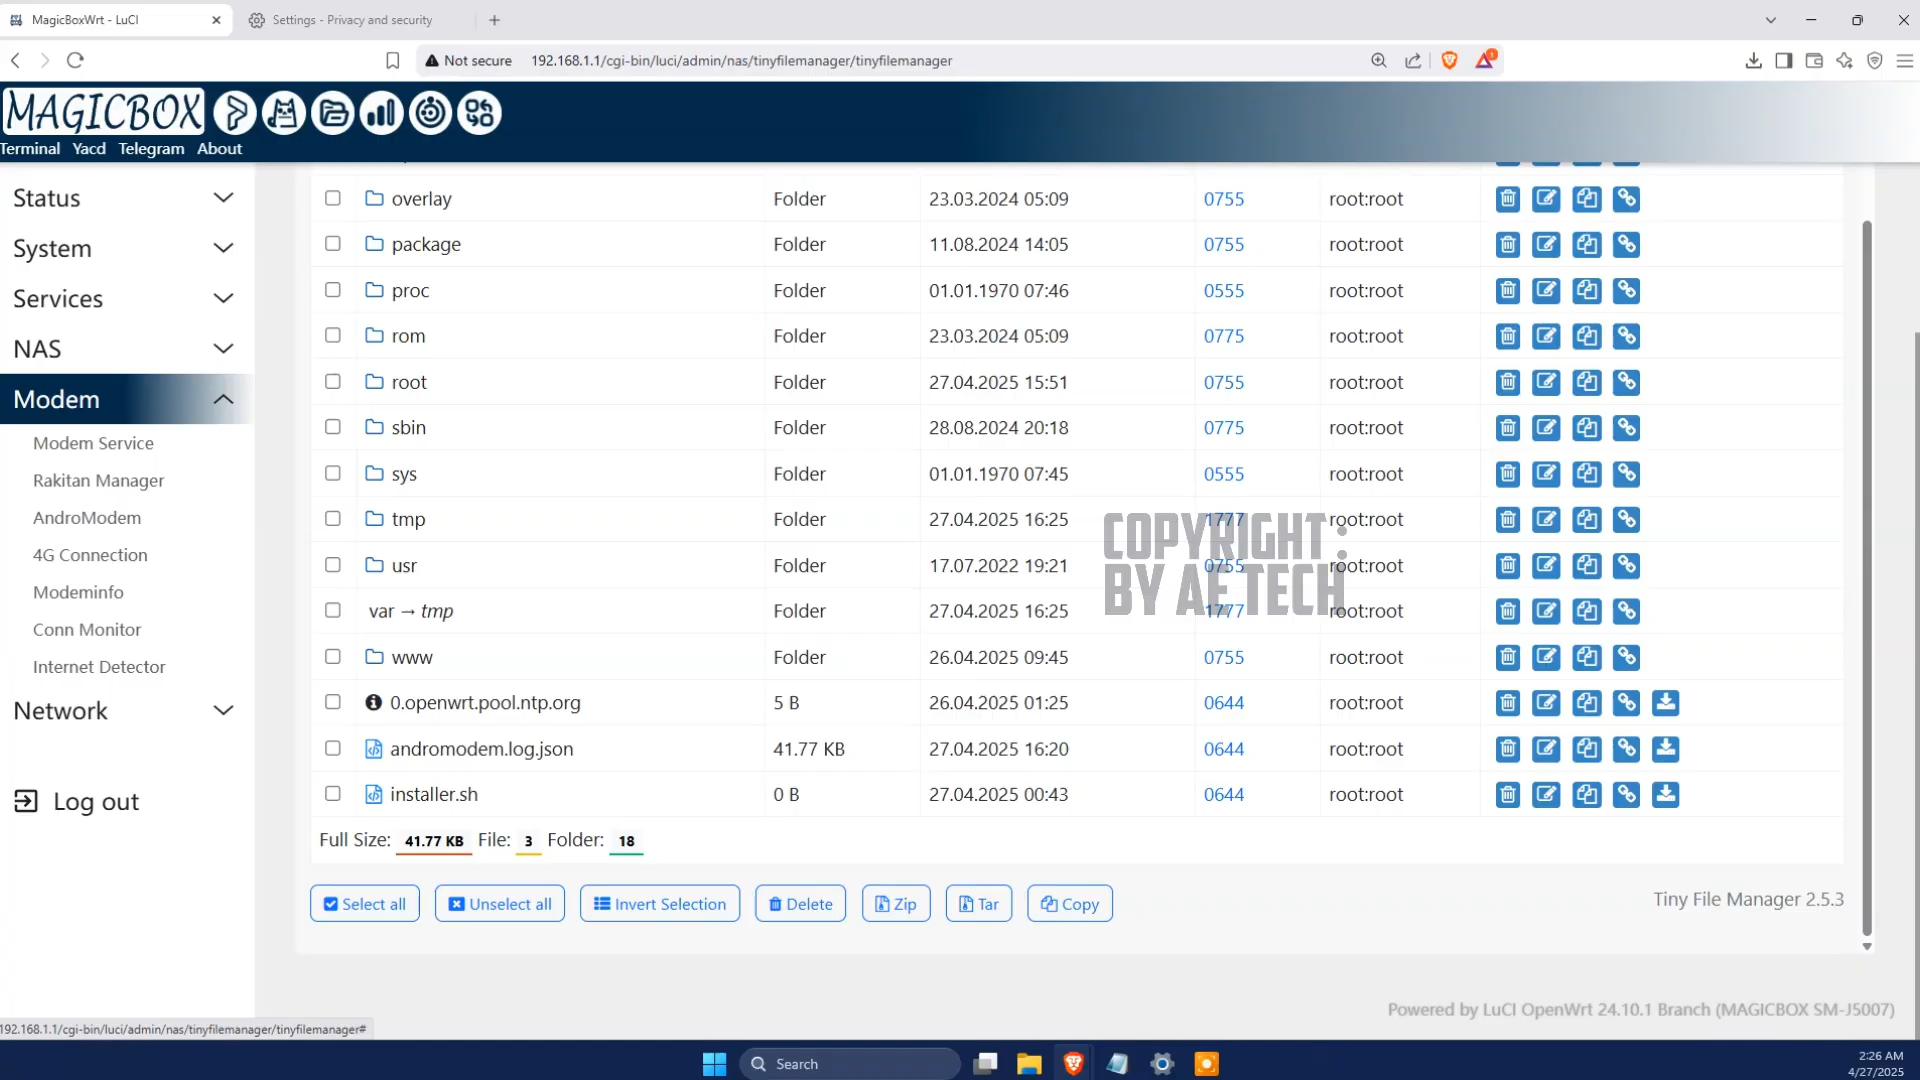 MagicBoxWrt - LuCI
Settings - Privacy and security
Not secure 192.168.1.1/cgi-bin/luci/admin/nas/tinyfilemanager/tinyfilemanager
MAGICBOX
Terminal Yacd Telegram About
Status
System
Services
NAS
Modem
Modem Service
Rakitan Manager
AndroModem
4G Connection
Modeminfo
Conn Monitor
Internet Detector
Network
Log out
overlay Folder 23.03.2024 05:09 0755 root:root
package Folder 11.08.2024 14:05 0755 root:root
proc Folder 01.01.1970 07:46 0555 root:root
rom Folder 23.03.2024 05:09 0775 root:root
root Folder 27.04.2025 15:51 0755 root:root
sbin Folder 28.08.2024 20:18 0775 root:root
sys Folder 01.01.1970 07:45 0555 root:root
tmp Folder 27.04.2025 16:25 1777 root:root
usr Folder 17.07.2022 19:21 0755 root:root
var → tmp Folder 27.04.2025 16:25 1777 root:root
www Folder 26.04.2025 09:45 0755 root:root
0.openwrt.pool.ntp.org 5 B 26.04.2025 01:25 0644 root:root
andromodem.log.json 41.77 KB 27.04.2025 16:20 0644 root:root
installer.sh 0 B 27.04.2025 00:43 0644 root:root
COPYRIGHT :
BY AE TECH
Full Size: 41.77 KB File: 3 Folder: 18
Select all Unselect all Invert Selection Delete Zip Tar Copy
Tiny File Manager 2.5.3
Powered by LuCI OpenWrt 24.10.1 Branch (MAGICBOX SM-J5007)
192.168.1.1/cgi-bin/luci/admin/nas/tinyfilemanager/tinyfilemanager#
Search
2:26 AM
4/27/2025